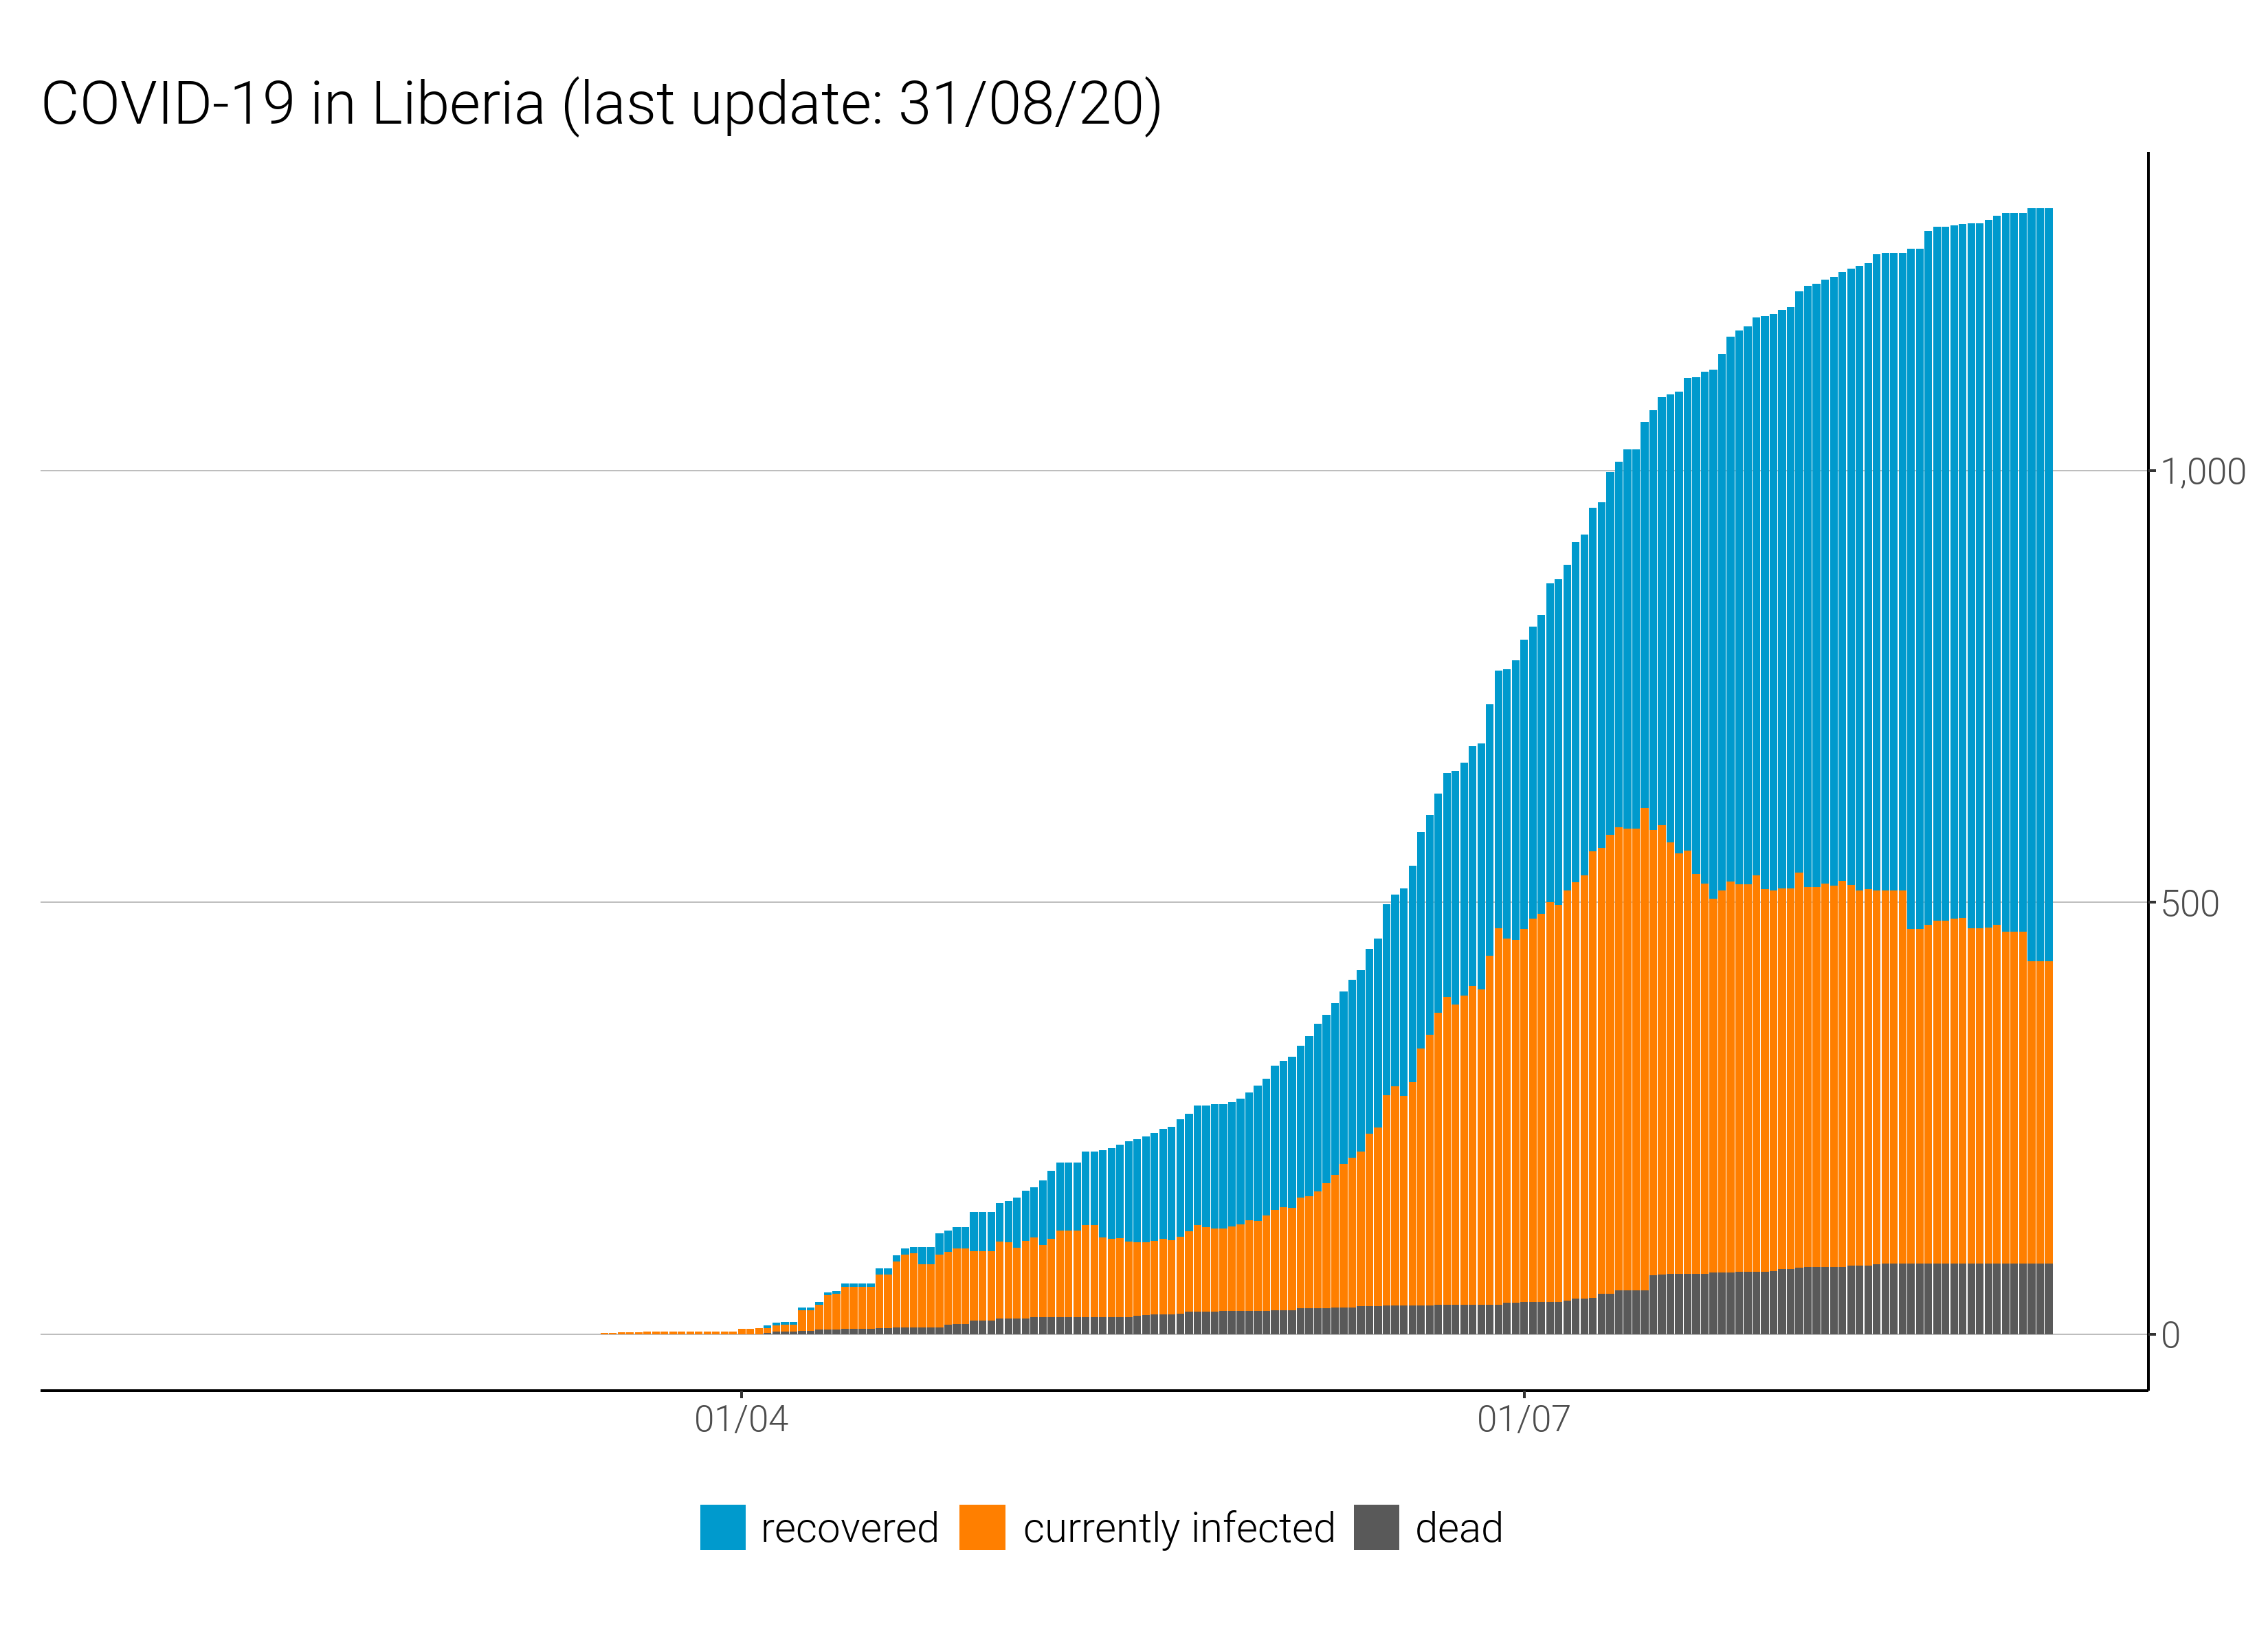 COVID-19 in Liberia (last update: 31/08/20)
1,000
500
0
01/04 01/07
recovered currently infected dead